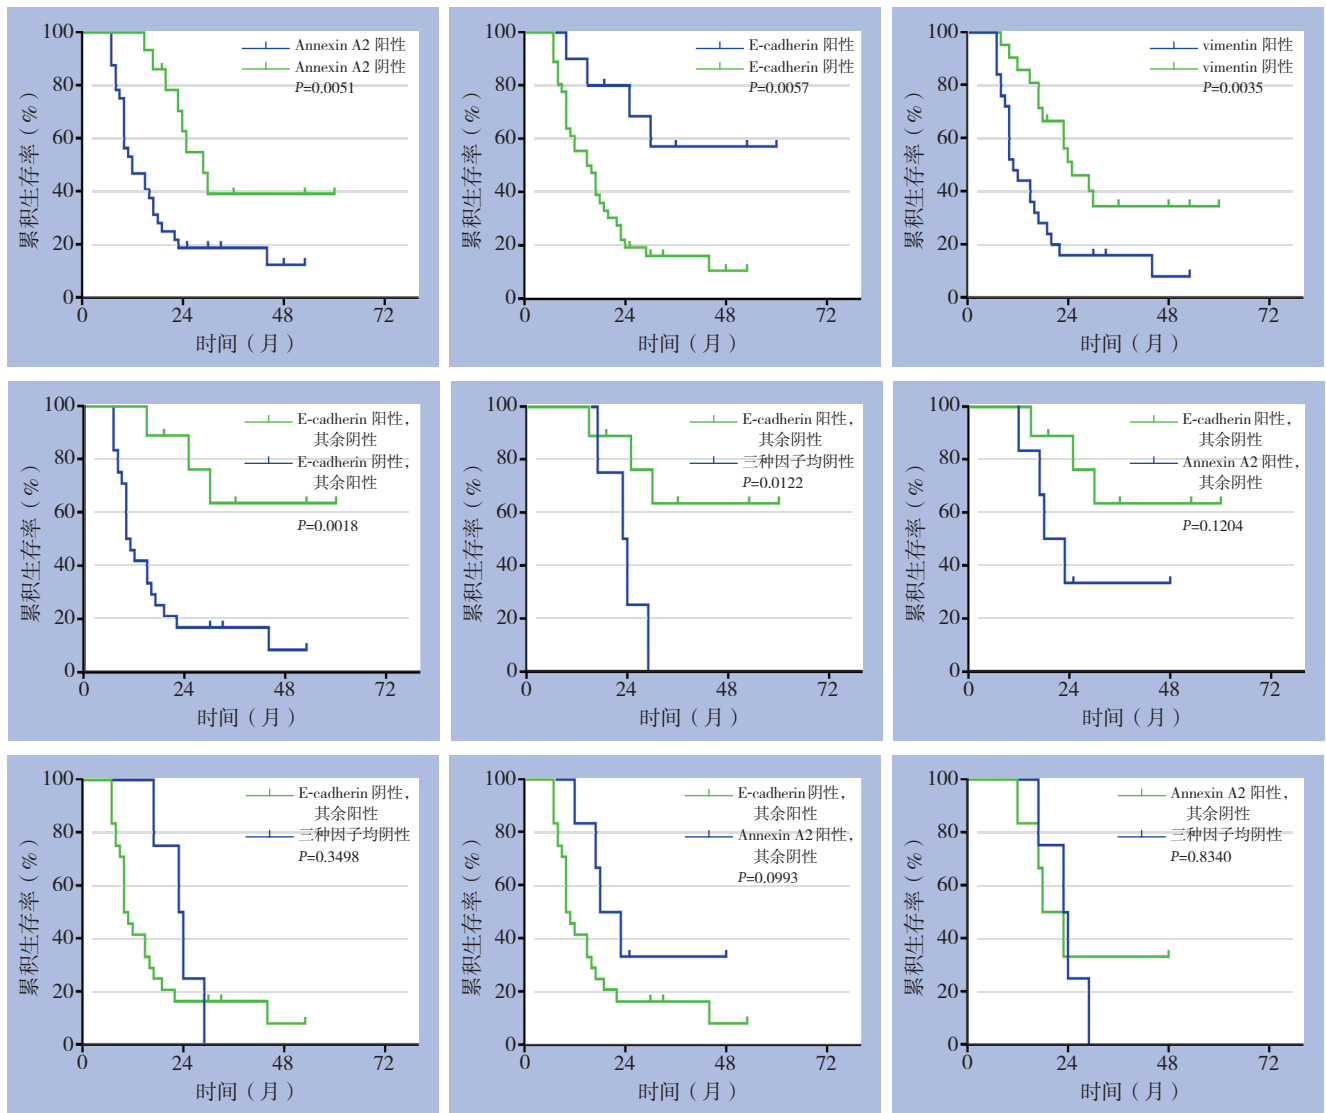 100
80
60
40
20
0
0 24 48 72
累积生存率（%）
时间（月）
Annexin A2 阳性
Annexin A2 阴性
P=0.0051
100
80
60
40
20
0
0 24 48 72
累积生存率（%）
时间（月）
E-cadherin 阳性
E-cadherin 阴性
P=0.0057
100
80
60
40
20
0
0 24 48 72
累积生存率（%）
时间（月）
vimentin 阳性
vimentin 阴性
P=0.0035
100
80
60
40
20
0
0 24 48 72
累积生存率（%）
时间（月）
E-cadherin 阳性，
其余阴性
E-cadherin 阴性，
其余阳性
P=0.0018
100
80
60
40
20
0
0 24 48 72
累积生存率（%）
时间（月）
E-cadherin 阳性，
其余阴性
三种因子均阴性
P=0.0122
100
80
60
40
20
0
0 24 48 72
累积生存率（%）
时间（月）
E-cadherin 阳性，
其余阴性
Annexin A2 阳性，
其余阴性
P=0.1204
100
80
60
40
20
0
0 24 48 72
累积生存率（%）
时间（月）
E-cadherin 阴性，
其余阳性
三种因子均阴性
P=0.3498
100
80
60
40
20
0
0 24 48 72
累积生存率（%）
时间（月）
E-cadherin 阴性，
其余阳性
Annexin A2 阳性，
其余阴性
P=0.0993
100
80
60
40
20
0
0 24 48 72
累积生存率（%）
时间（月）
Annexin A2 阳性，
其余阴性
三种因子均阴性
P=0.8340